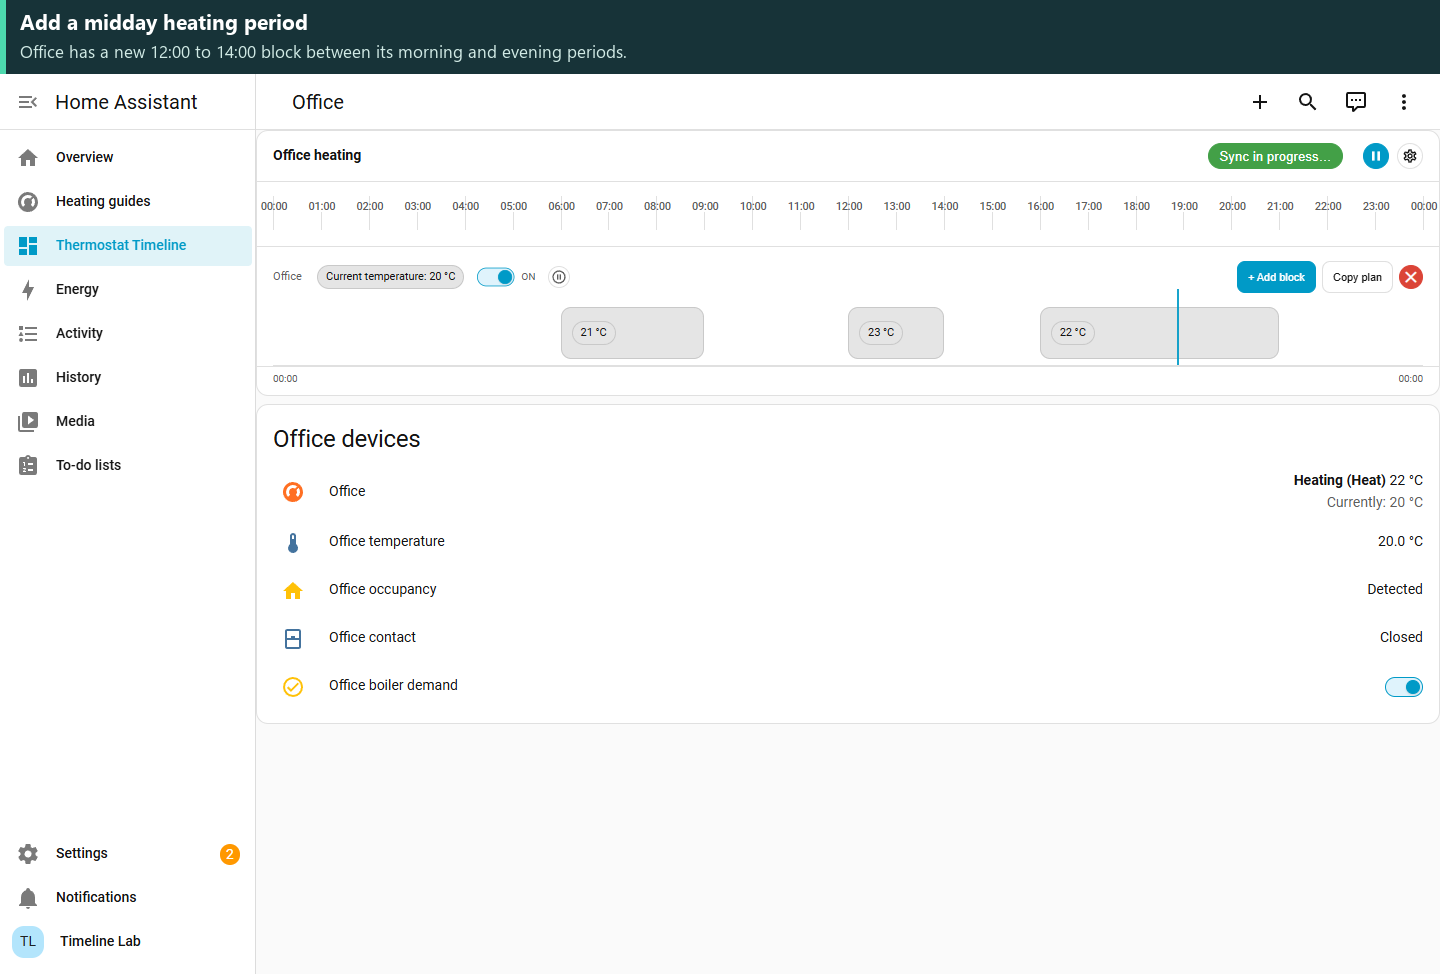 Add a midday heating period
Office has a new 12:00 to 14:00 block between its morning and evening periods.
Home Assistant
Office
Overview
Heating guides
Thermostat Timeline
Energy
Activity
History
Media
To-do lists
Settings
2
Notifications
TL
Timeline Lab
Office heating
Sync in progress...
00:00 01:00 02:00 03:00 04:00 05:00 06:00 07:00 08:00 09:00 10:00 11:00 12:00 13:00 14:00 15:00 16:00 17:00 18:00 19:00 20:00 21:00 22:00 23:00 00:00
Office Current temperature: 20 °C ON + Add block Copy plan
21 °C 23 °C 22 °C
00:00 00:00
Office devices
Office Heating (Heat) 22 °C
Currently: 20 °C
Office temperature 20.0 °C
Office occupancy Detected
Office contact Closed
Office boiler demand